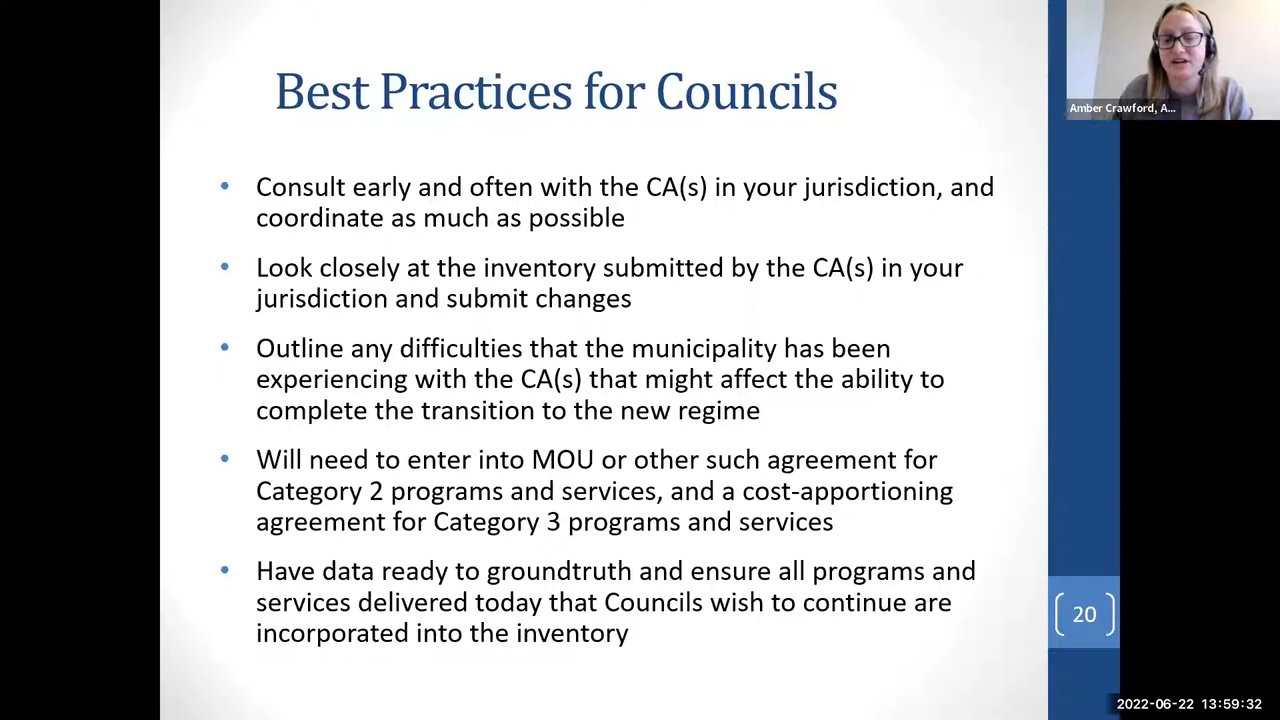 Best Practices for Councils
Amber Crawford, A...
• Consult early and often with the CA(s) in your jurisdiction, and
coordinate as much as possible
• Look closely at the inventory submitted by the CA(s) in your
jurisdiction and submit changes
• Outline any difficulties that the municipality has been
experiencing with the CA(s) that might affect the ability to
complete the transition to the new regime
• Will need to enter into MOU or other such agreement for
Category 2 programs and services, and a cost-apportioning
agreement for Category 3 programs and services
• Have data ready to groundtruth and ensure all programs and
services delivered today that Councils wish to continue are
incorporated into the inventory
20
2022-06-22 13:59:32